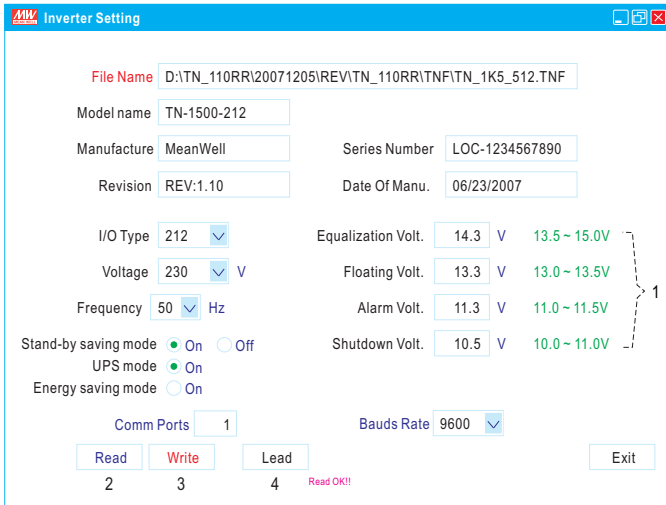 MW MEAN WELL Inverter Setting
File Name D:\TN_110RR\20071205\REV\TN_110RR\TNF\TN_1K5_512.TNF
Model name TN-1500-212
Manufacture MeanWell Series Number LOC-1234567890
Revision REV:1.10 Date Of Manu. 06/23/2007
I/O Type 212 Equalization Volt. 14.3 V 13.5 ~ 15.0V
Voltage 230 V Floating Volt. 13.3 V 13.0 ~ 13.5V
1
Frequency 50 Hz Alarm Volt. 11.3 V 11.0 ~ 11.5V
Stand-by saving mode On Off Shutdown Volt. 10.5 V 10.0 ~ 11.0V
UPS mode On
Energy saving mode On
Comm Ports 1 Bauds Rate 9600
Read Write Lead Exit
2 3 4 Read OK!!